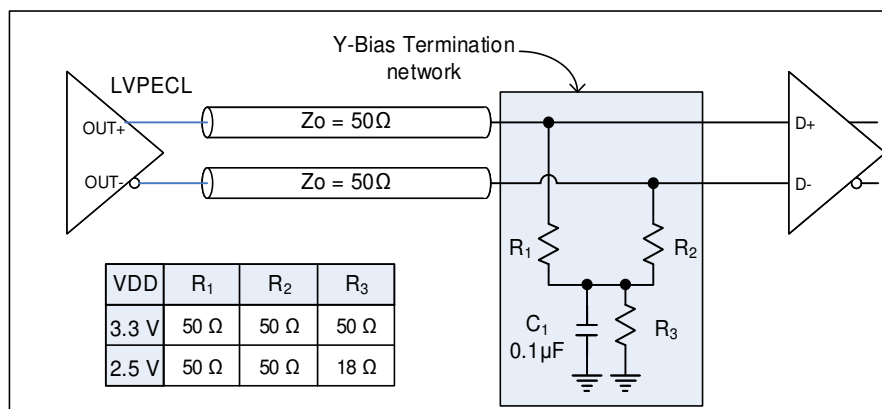 Y-Bias Termination
network
LVPECL
OUT+
Zo = 50Ω
D+
OUT-
Zo = 50Ω
D-
R1
R2
C1
0.1µF
R3
VDD R1 R2 R3
3.3 V 50 Ω 50 Ω 50 Ω
2.5 V 50 Ω 50 Ω 18 Ω